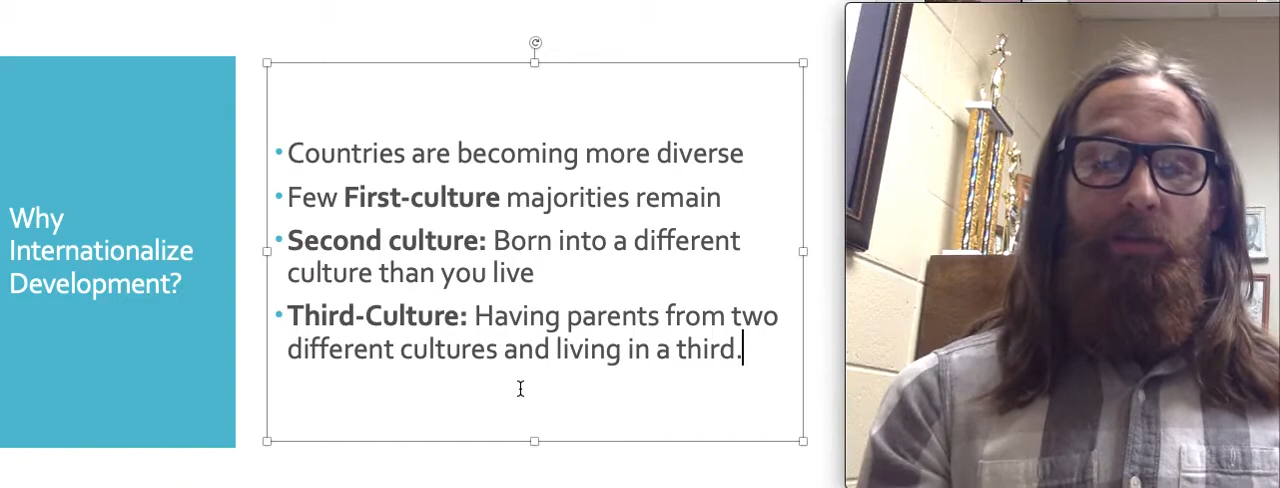 Why
Internationalize
Development?
• Countries are becoming more diverse
• Few First-culture majorities remain
• Second culture: Born into a different
culture than you live
• Third-Culture: Having parents from two
different cultures and living in a third.